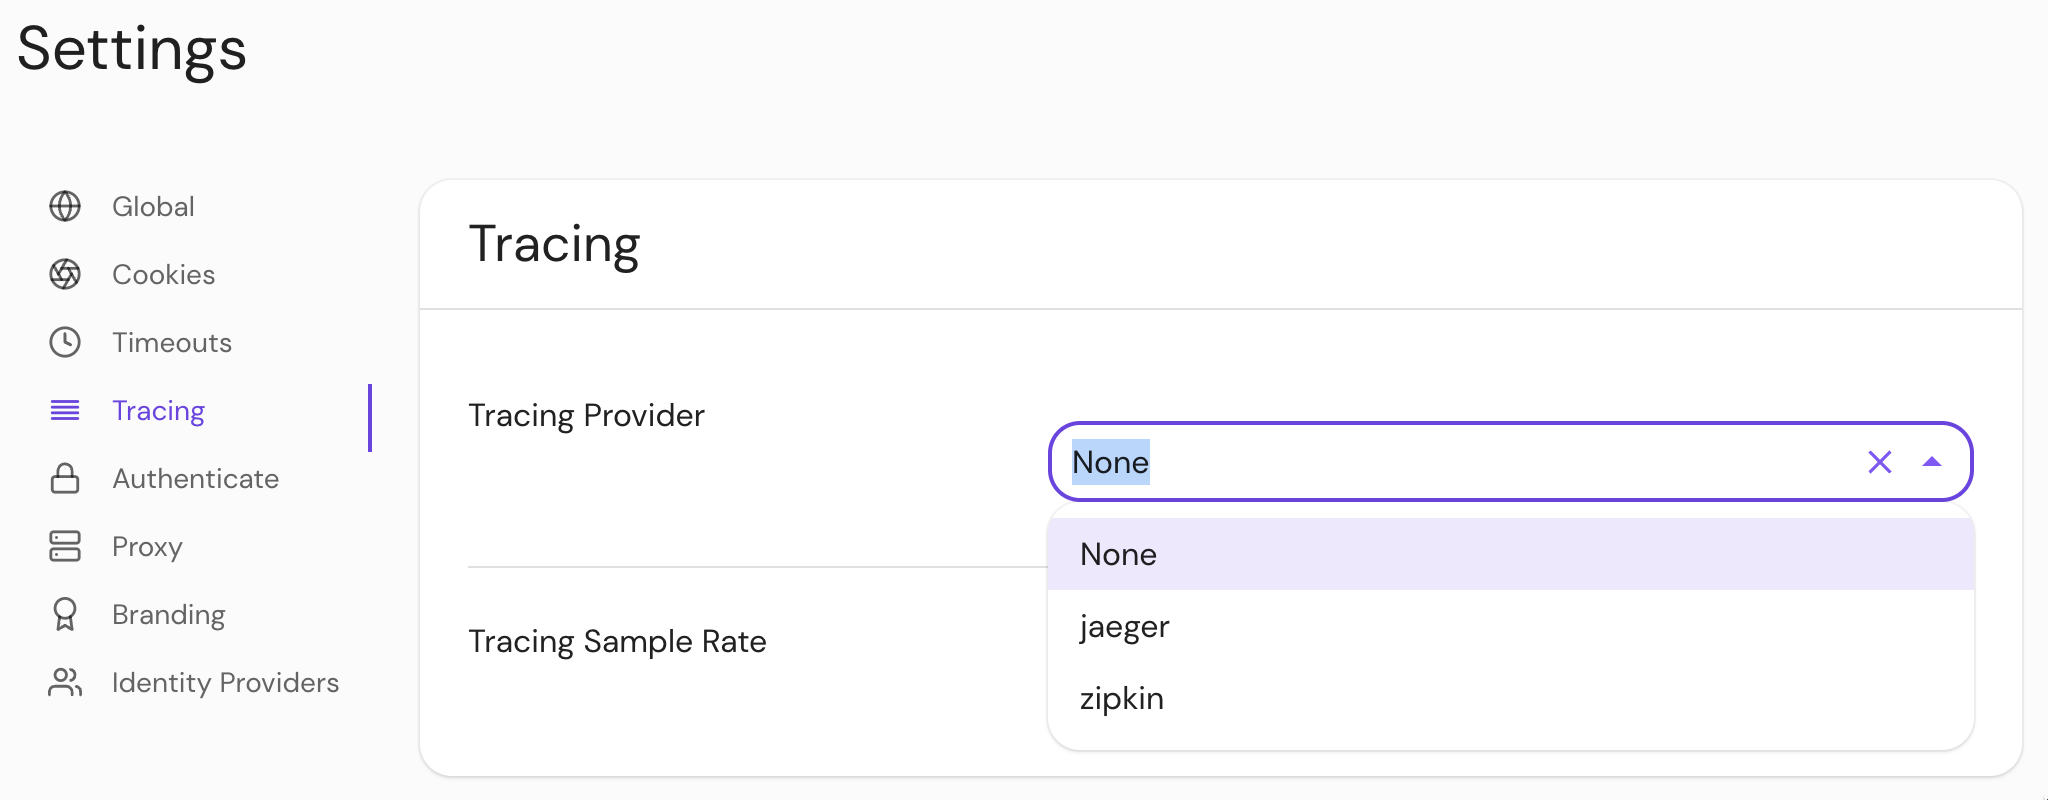 Settings
Global
Cookies
Timeouts
Tracing
Authenticate
Proxy
Branding
Identity Providers
Tracing
Tracing Provider
None
None
jaeger
zipkin
Tracing Sample Rate